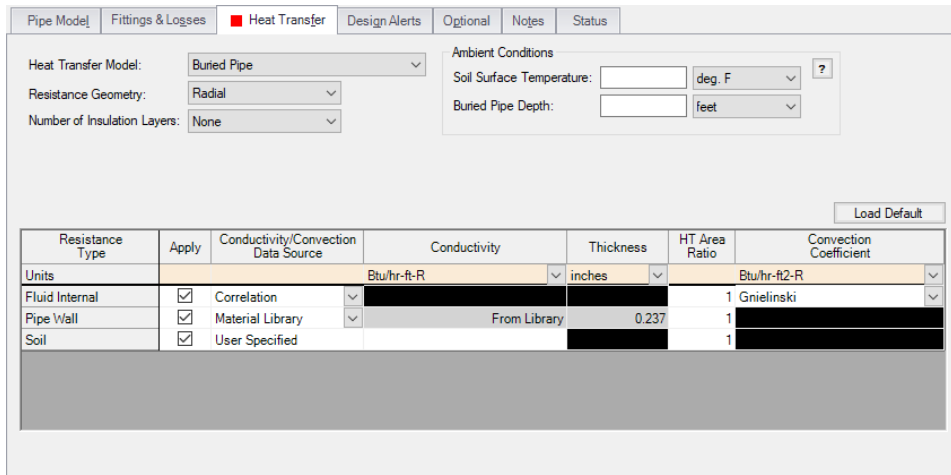 Pipe Model Fittings & Losses Heat Transfer Design Alerts Optional Notes Status
Ambient Conditions
Heat Transfer Model: Buried Pipe
Soil Surface Temperature: deg. F ?
Resistance Geometry: Radial
Buried Pipe Depth: feet
Number of Insulation Layers: None
Load Default
Resistance Type Apply Conductivity/Convection Data Source Conductivity Thickness HT Area Ratio Convection Coefficient
Units Btu/hr-ft-R inches Btu/hr-ft2-R
Fluid Internal Correlation 1 Gnielinski
Pipe Wall Material Library From Library 0.237 1
Soil User Specified 1